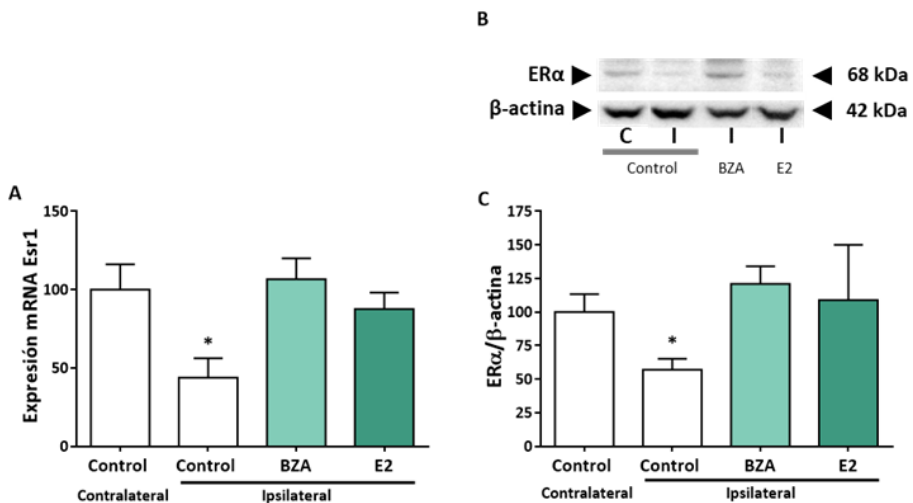 B
ERα 68 kDa
β-actina 42 kDa
C I I I
Control BZA E2
A
Expresión mRNA Esr1
150
100
50
0
*
Control Control BZA E2
Contralateral Ipsilateral
C
ERα/β-actina
175
150
125
100
75
50
25
0
*
Control Control BZA E2
Contralateral Ipsilateral